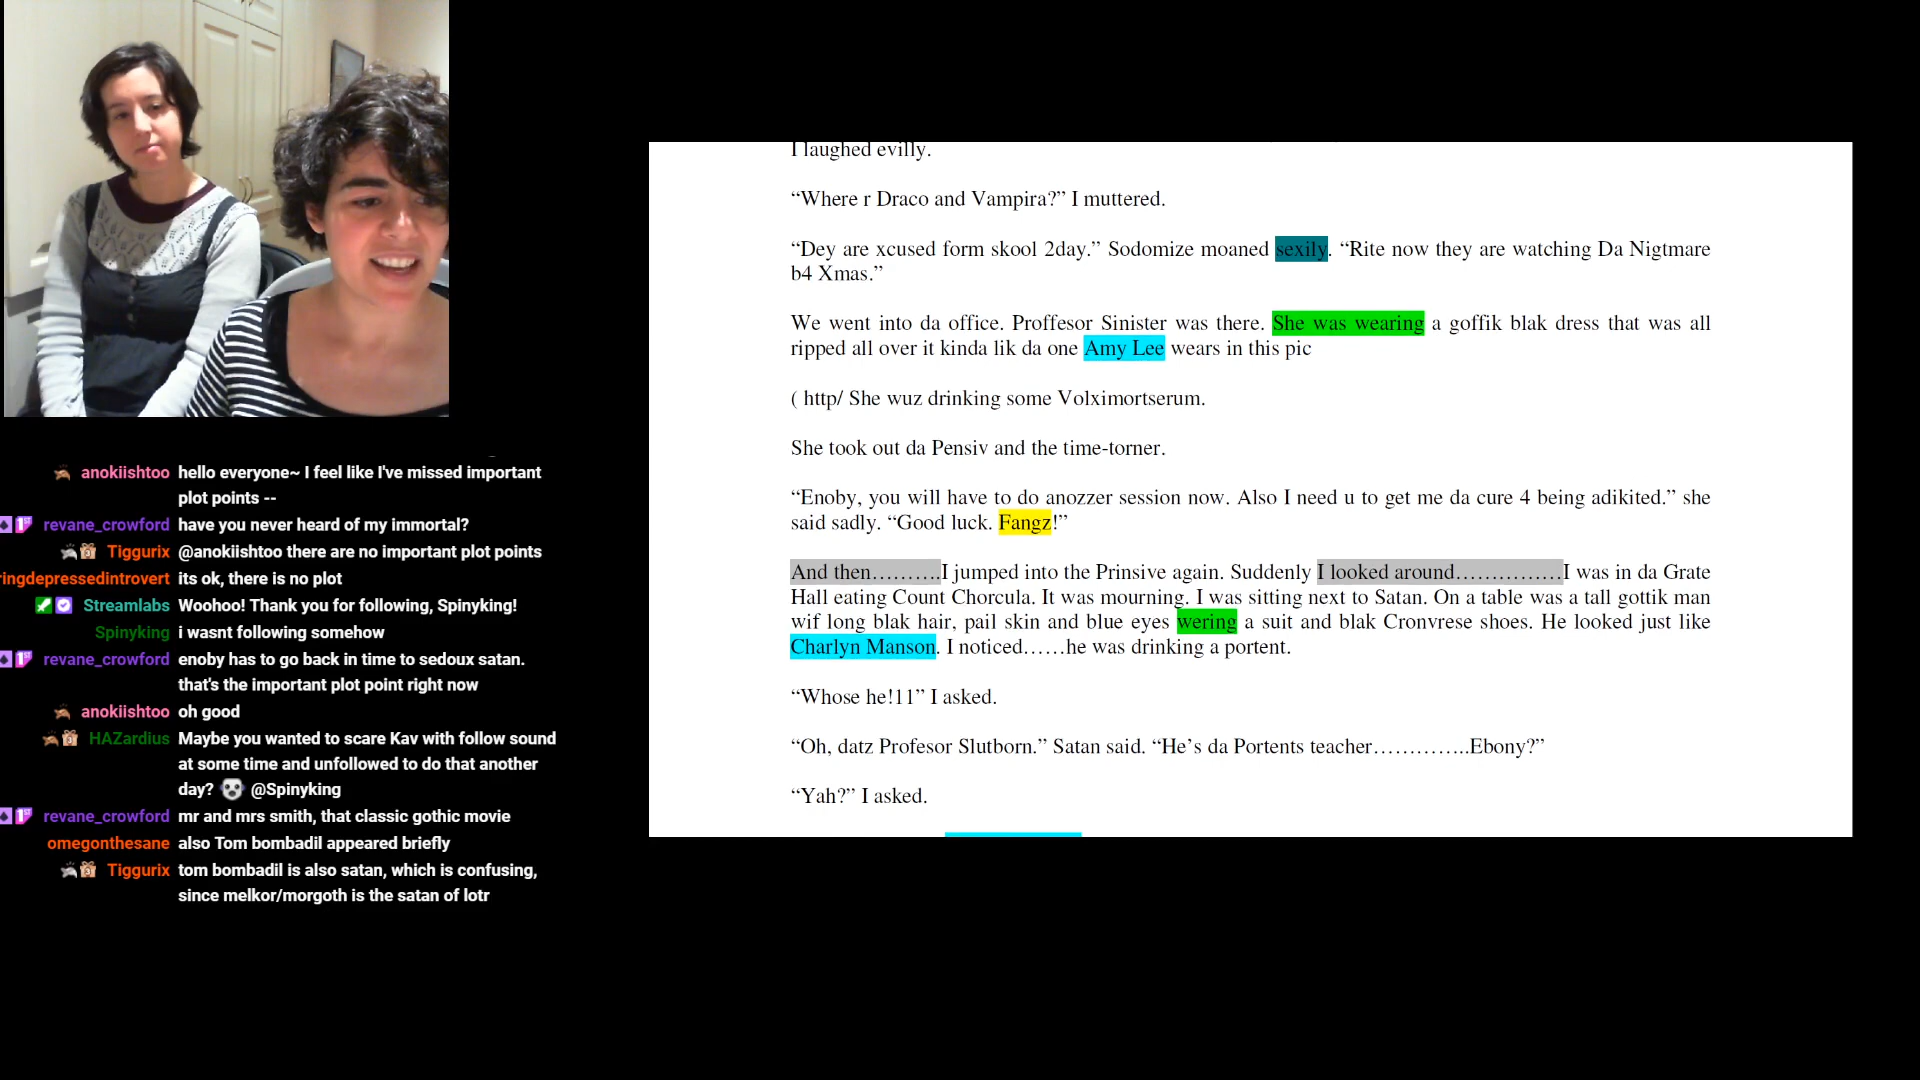 anokiishtoo hello everyone~ I feel like I've missed important
plot points --
revane_crowford have you never heard of my immortal?
Tiggurix @anokiishtoo there are no important plot points
ringdepressedintrovert its ok, there is no plot
Streamlabs Woohoo! Thank you for following, Spinyking!
Spinyking i wasnt following somehow
revane_crowford enoby has to go back in time to sedoux satan.
that's the important plot point right now
anokiishtoo oh good
HAZardius Maybe you wanted to scare Kav with follow sound
at some time and unfollowed to do that another
day? @Spinyking
revane_crowford mr and mrs smith, that classic gothic movie
omegonthesane also Tom bombadil appeared briefly
Tiggurix tom bombadil is also satan, which is confusing,
since melkor/morgoth is the satan of lotr
I laughed evilly.
“Where r Draco and Vampira?” I muttered.
“Dey are xcused form skool 2day.” Sodomize moaned sexily. “Rite now they are watching Da Nigtmare
b4 Xmas.”
We went into da office. Proffesor Sinister was there. She was wearing a goffik blak dress that was all
ripped all over it kinda lik da one Amy Lee wears in this pic
( http/ She wuz drinking some Volximortserum.
She took out da Pensiv and the time-torner.
“Enoby, you will have to do anozzer session now. Also I need u to get me da cure 4 being adikited.” she
said sadly. “Good luck. Fangz!”
And then……….I jumped into the Prinsive again. Suddenly I looked around……………I was in da Grate
Hall eating Count Chorcula. It was mourning. I was sitting next to Satan. On a table was a tall gottik man
wif long blak hair, pail skin and blue eyes wering a suit and blak Cronvrese shoes. He looked just like
Charlyn Manson. I noticed……he was drinking a portent.
“Whose he!11” I asked.
“Oh, datz Profesor Slutborn.” Satan said. “He’s da Portents teacher…………..Ebony?”
“Yah?” I asked.